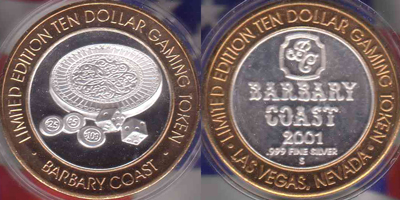 LIMITED EDITION TEN DOLLAR GAMING TOKEN
25
5
100
• BARBARY COAST •
LIMITED EDITION TEN DOLLAR GAMING TOKEN
BC
BARBARY
COAST
2001
.999 FINE SILVER
S
• LAS VEGAS, NEVADA •